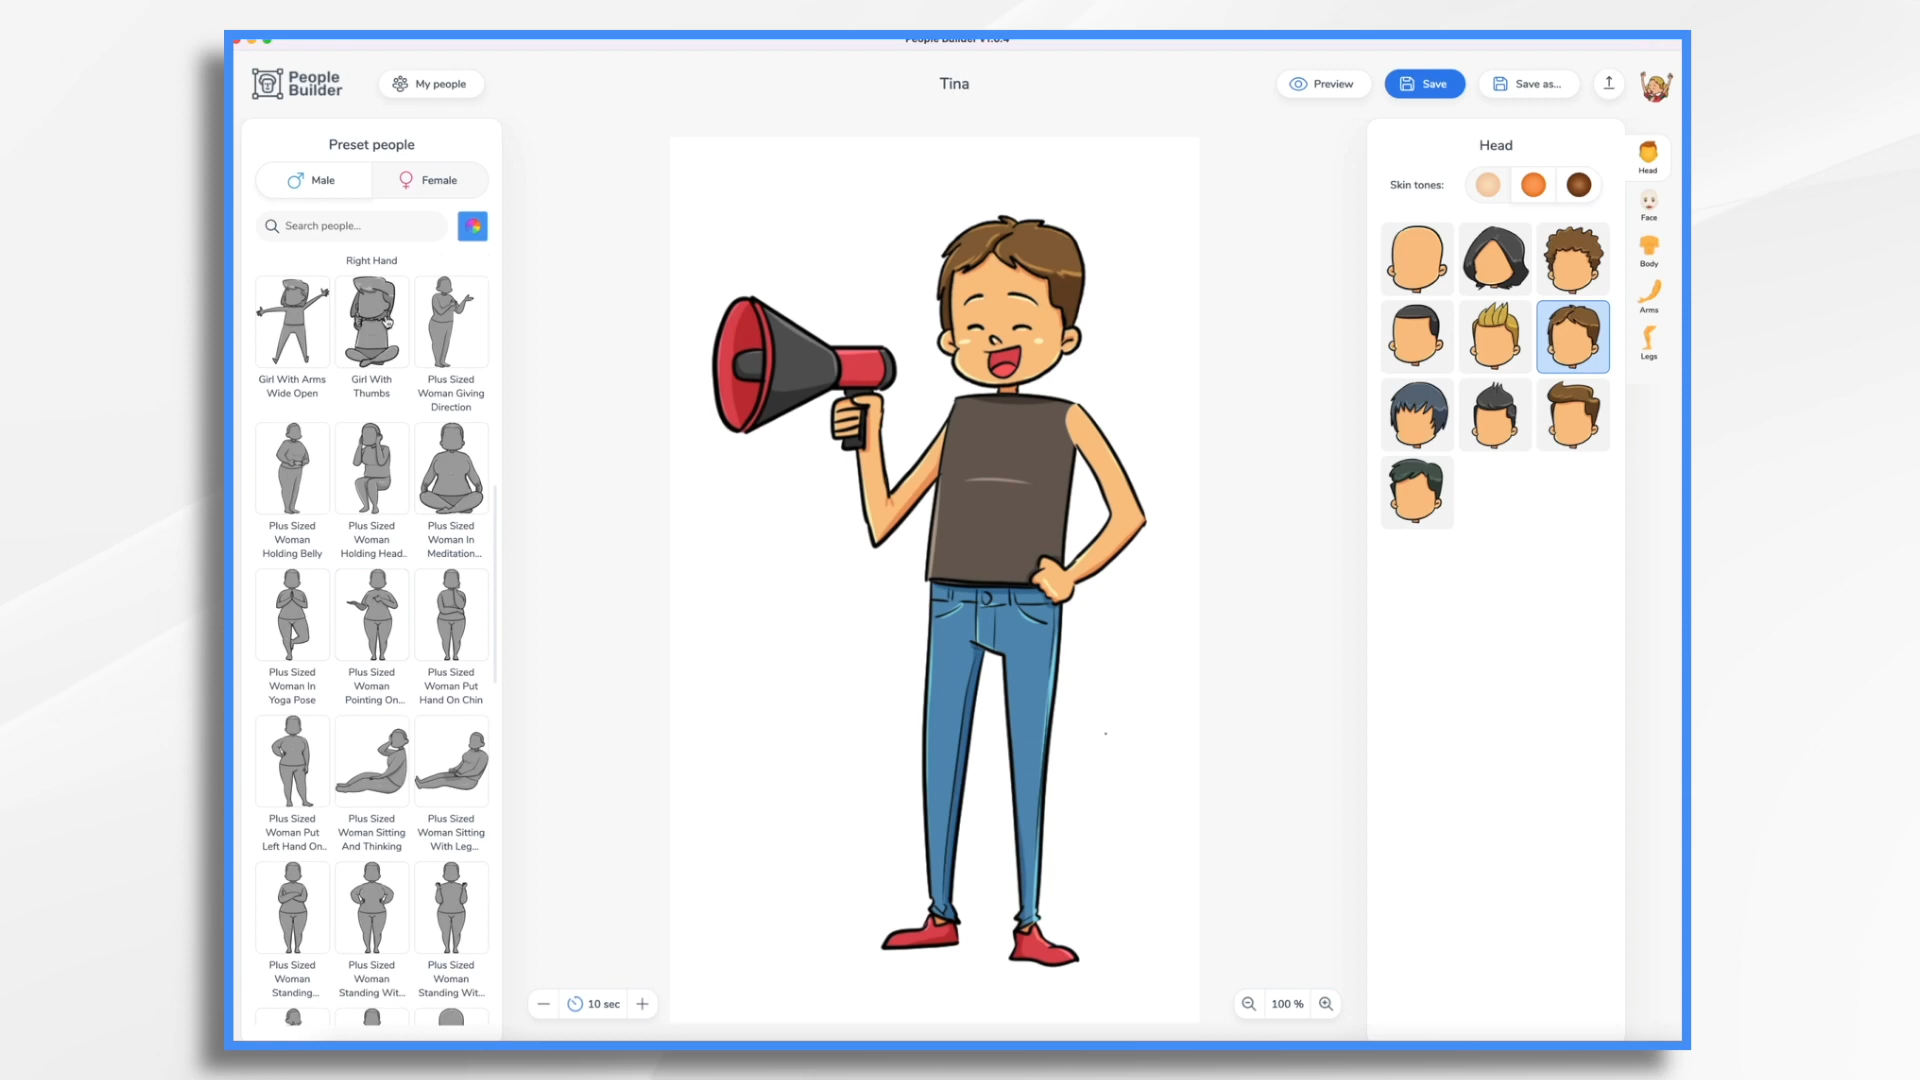 People Builder v1.0.4
People
Builder
My people
Tina
Preview
Save
Save as...
Preset people
Male
Female
Search people...
Right Hand
Girl With Arms
Wide Open
Girl With
Thumbs
Plus Sized
Woman Giving
Direction
Plus Sized
Woman
Holding Belly
Plus Sized
Woman
Holding Head..
Plus Sized
Woman In
Meditation...
Plus Sized
Woman In
Yoga Pose
Plus Sized
Woman
Pointing On...
Plus Sized
Woman Put
Hand On Chin
Plus Sized
Woman Put
Left Hand On..
Plus Sized
Woman Sitting
And Thinking
Plus Sized
Woman Sitting
With Leg...
Plus Sized
Woman
Standing...
Plus Sized
Woman
Standing Wit...
Plus Sized
Woman
Standing Wit...
10 sec
100 %
Head
Skin tones:
Head
Face
Body
Arms
Legs